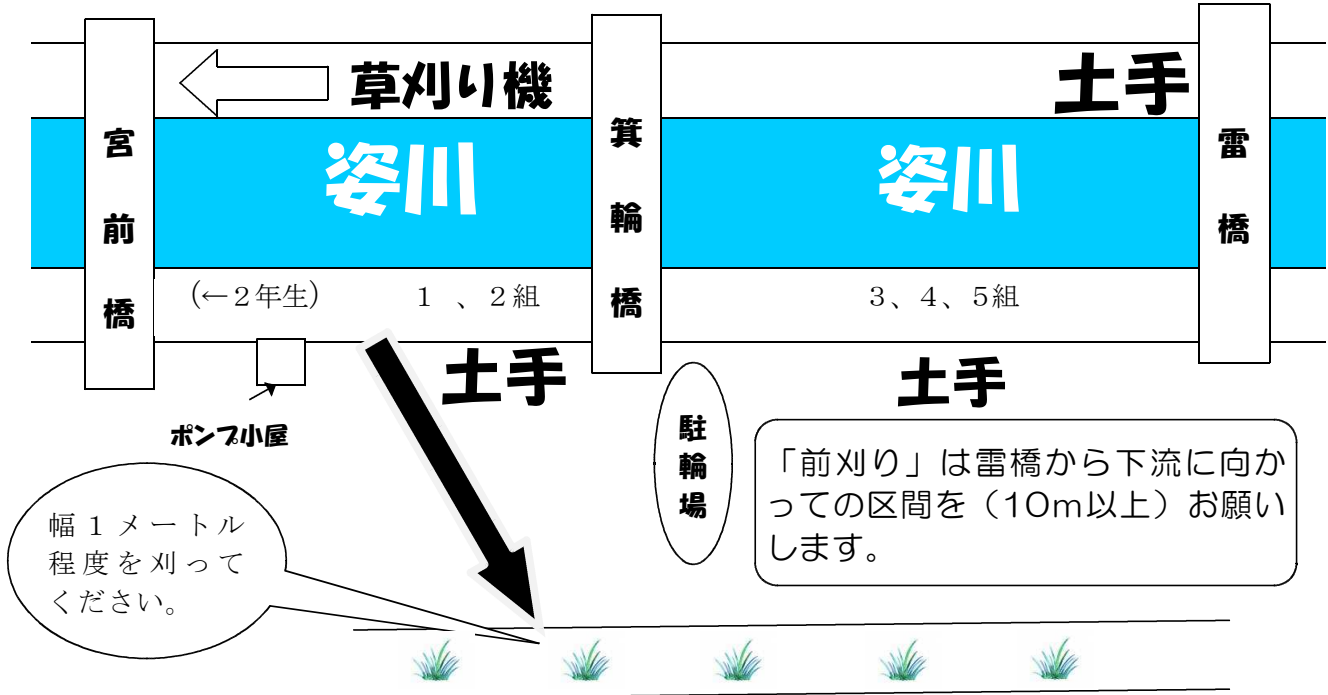 草刈り機
土手
宮前橋
姿川
箕輪橋
姿川
雷橋
(←2年生)
1 、2組
3、4、5組
土手
土手
ポンプ小屋
駐輪場
「前刈り」は雷橋から下流に向か
っての区間を（10m以上）お願い
します。
幅1メートル
程度を刈って
ください。